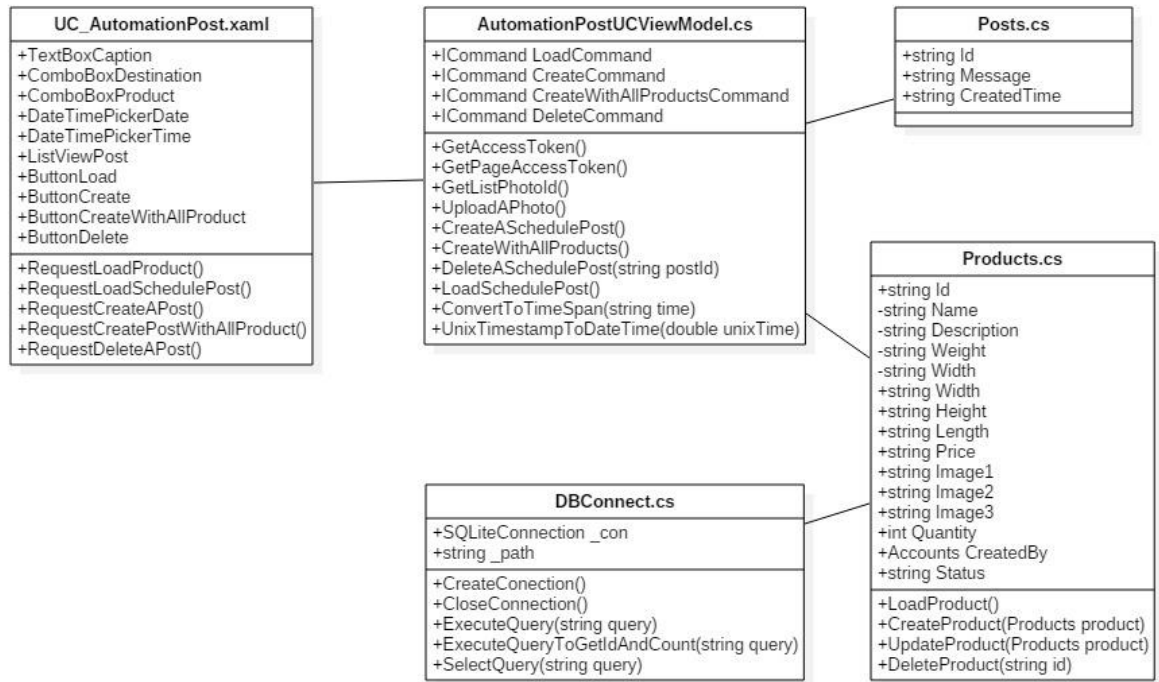 UC_AutomationPost.xaml
+TextBoxCaption
+ComboBoxDestination
+ComboBoxProduct
+DateTimePickerDate
+DateTimePickerTime
+ListViewPost
+ButtonLoad
+ButtonCreate
+ButtonCreateWithAllProduct
+ButtonDelete
+RequestLoadProduct()
+RequestLoadSchedulePost()
+RequestCreateAPost()
+RequestCreatePostWithAllProduct()
+RequestDeleteAPost()
AutomationPostUCViewModel.cs
+ICommand LoadCommand
+ICommand CreateCommand
+ICommand CreateWithAllProductsCommand
+ICommand DeleteCommand
+GetAccessToken()
+GetPageAccessToken()
+GetListPhotoId()
+UploadAPhoto()
+CreateASchedulePost()
+CreateWithAllProducts()
+DeleteASchedulePost(string postId)
+LoadSchedulePost()
+ConvertToTimeSpan(string time)
+UnixTimestampToDateTime(double unixTime)
Posts.cs
+string Id
+string Message
+string CreatedTime
Products.cs
+string Id
-string Name
-string Description
-string Weight
-string Width
+string Width
+string Height
+string Length
+string Price
+string Image1
+string Image2
+string Image3
+int Quantity
+Accounts CreatedBy
+string Status
+LoadProduct()
+CreateProduct(Products product)
+UpdateProduct(Products product)
+DeleteProduct(string id)
DBConnect.cs
+SQLiteConnection _con
+string _path
+CreateConection()
+CloseConnection()
+ExecuteQuery(string query)
+ExecuteQueryToGetIdAndCount(string query)
+SelectQuery(string query)